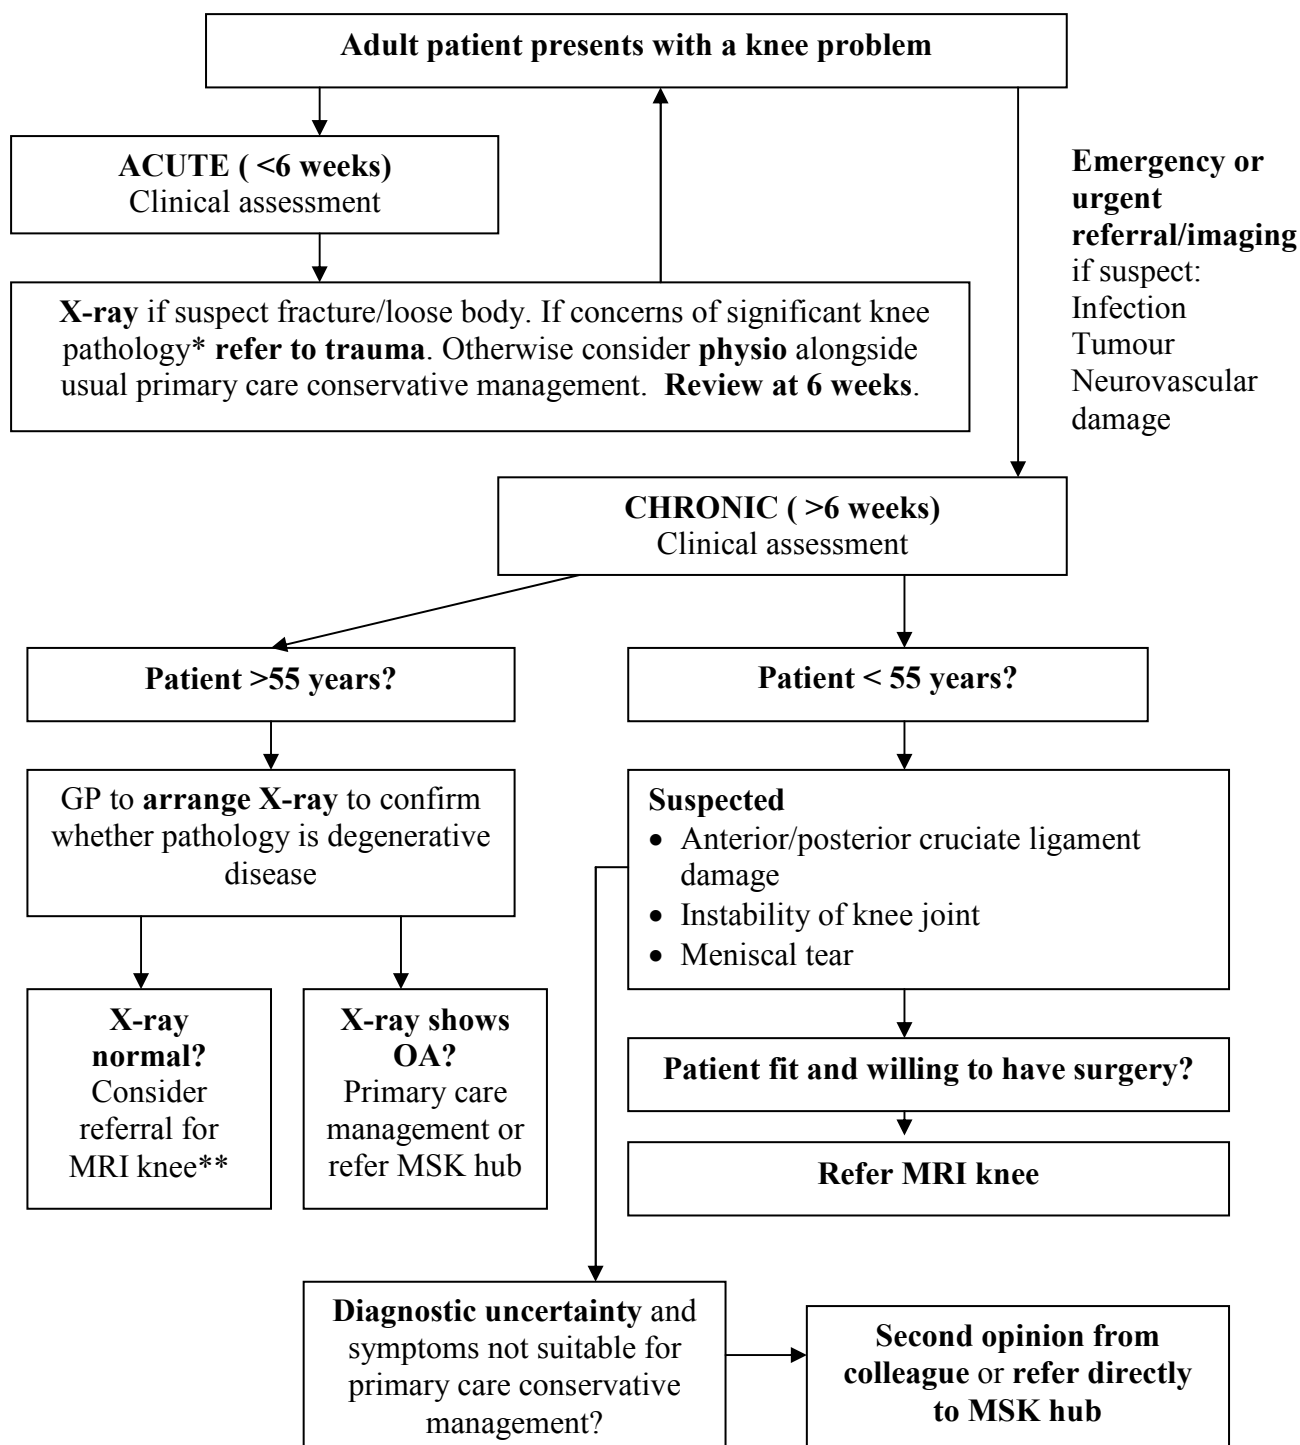 Adult patient presents with a knee problem
ACUTE ( <6 weeks)
Clinical assessment
Emergency or
urgent
referral/imaging
if suspect:
Infection
Tumour
Neurovascular
damage
X-ray if suspect fracture/loose body. If concerns of significant knee
pathology* refer to trauma. Otherwise consider physio alongside
usual primary care conservative management.  Review at 6 weeks.
CHRONIC ( >6 weeks)
Clinical assessment
Patient >55 years?
Patient < 55 years?
GP to arrange X-ray to confirm
whether pathology is degenerative
disease
Suspected
• Anterior/posterior cruciate ligament
damage
• Instability of knee joint
• Meniscal tear
X-ray
normal?
Consider
referral for
MRI knee**
X-ray shows
OA?
Primary care
management or
refer MSK hub
Patient fit and willing to have surgery?
Refer MRI knee
Diagnostic uncertainty and
symptoms not suitable for
primary care conservative
management?
Second opinion from
colleague or refer directly
to MSK hub